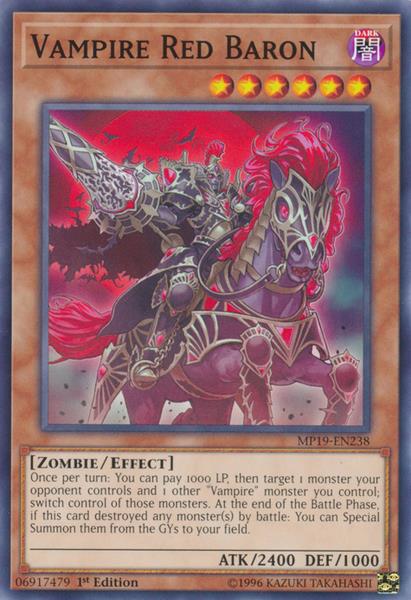 VAMPIRE RED BARON
DARK
闇
MP19-EN238
[ZOMBIE/EFFECT]
Once per turn: You can pay 1000 LP, then target 1 monster your
opponent controls and 1 other "Vampire" monster you control;
switch control of those monsters. At the end of the Battle Phase,
if this card destroyed any monster(s) by battle: You can Special
Summon them from the GYs to your field.
ATK/2400 DEF/1000
06917479 1st Edition ©1996 KAZUKI TAKAHASHI